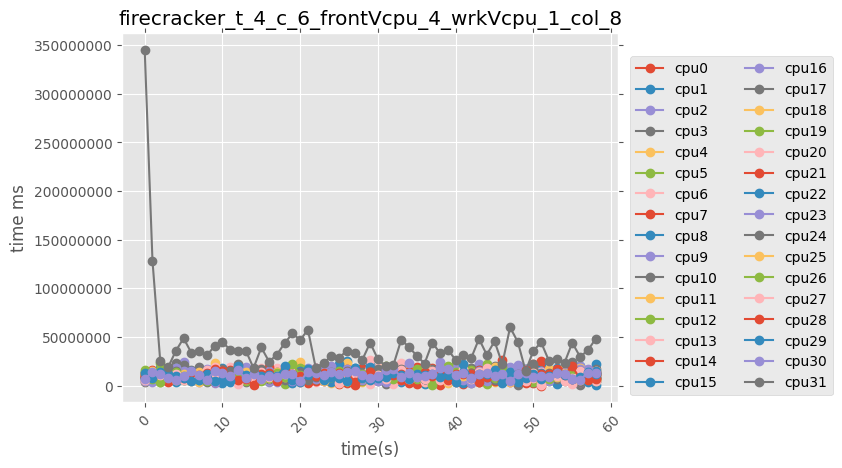 firecracker_t_4_c_6_frontVcpu_4_wrkVcpu_1_col_8
350000000
300000000
250000000
200000000
150000000
100000000
50000000
0
time ms
0
10
20
30
40
50
60
time(s)
cpu0
cpu1
cpu2
cpu3
cpu4
cpu5
cpu6
cpu7
cpu8
cpu9
cpu10
cpu11
cpu12
cpu13
cpu14
cpu15
cpu16
cpu17
cpu18
cpu19
cpu20
cpu21
cpu22
cpu23
cpu24
cpu25
cpu26
cpu27
cpu28
cpu29
cpu30
cpu31